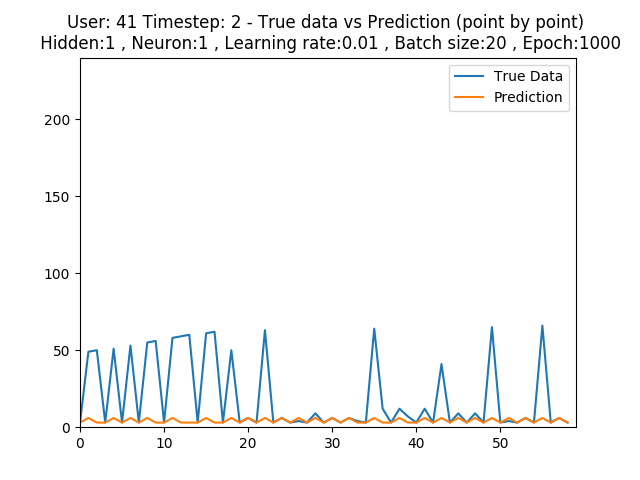 User: 41 Timestep: 2 - True data vs Prediction (point by point)
Hidden:1 , Neuron:1 , Learning rate:0.01 , Batch size:20 , Epoch:1000
True Data
Prediction
200
150
100
50
0
0 10 20 30 40 50